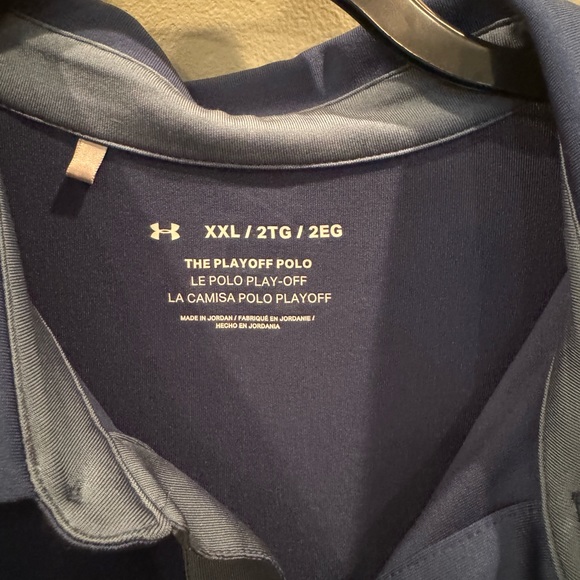 XXL / 2TG / 2EG
THE PLAYOFF POLO
LE POLO PLAY-OFF
LA CAMISA POLO PLAYOFF
MADE IN JORDAN / FABRIQUÉ EN JORDANIE /
HECHO EN JORDANIA